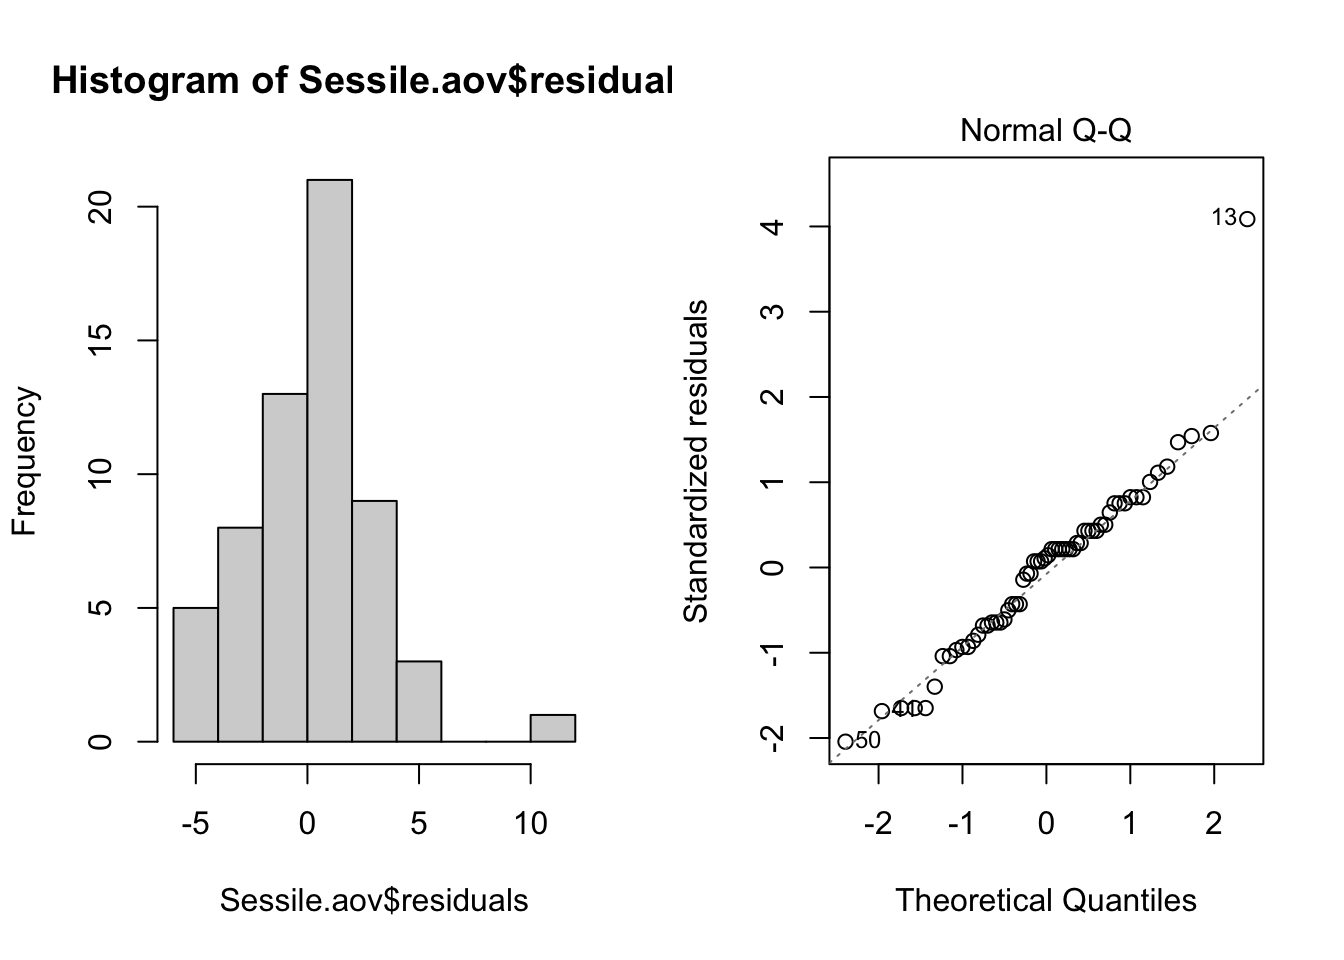 Histogram of Sessile.aov$residual
Frequency
20
15
10
5
0
-5 0 5 10
Sessile.aov$residuals
Normal Q-Q
Standardized residuals
4
3
2
1
0
-1
-2
13
50
-2 -1 0 1 2
Theoretical Quantiles